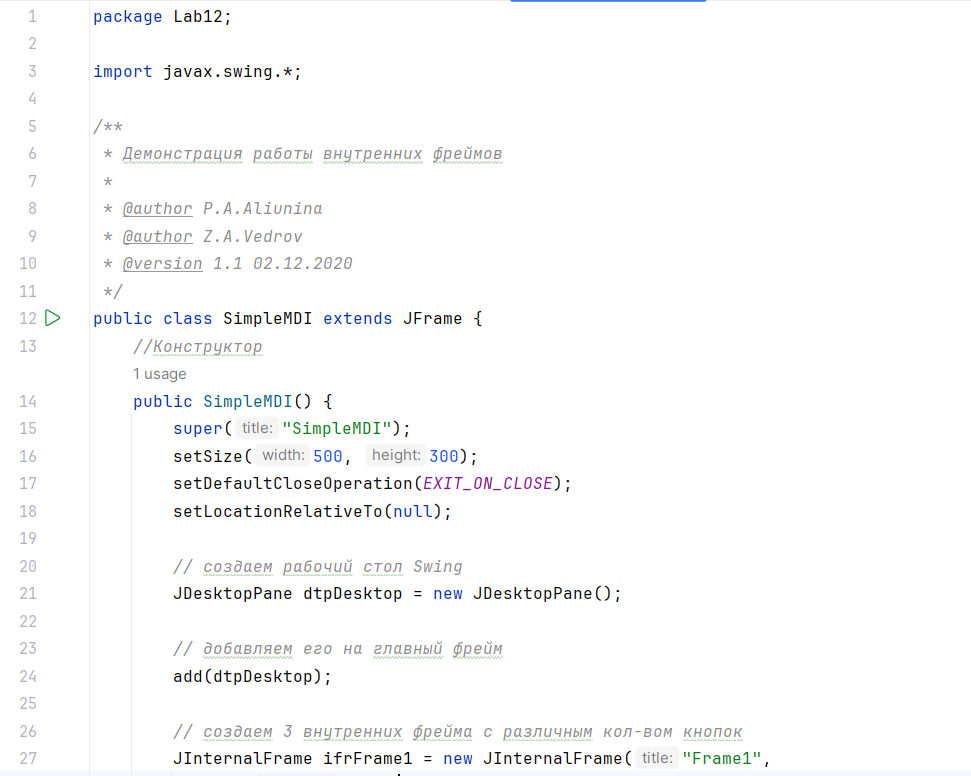 1 package Lab12;
2
3 import javax.swing.*;
4
5 /**
6 * Демонстрация работы внутренних фреймов
7 *
8 * @author P.A.Aliunina
9 * @author Z.A.Vedrov
10 * @version 1.1 02.12.2020
11 */
12 public class SimpleMDI extends JFrame {
13 //Конструктор
1 usage
14 public SimpleMDI() {
15 super( title: "SimpleMDI");
16 setSize( width: 500, height: 300);
17 setDefaultCloseOperation(EXIT_ON_CLOSE);
18 setLocationRelativeTo(null);
19
20 // создаем рабочий стол Swing
21 JDesktopPane dtpDesktop = new JDesktopPane();
22
23 // добавляем его на главный фрейм
24 add(dtpDesktop);
25
26 // создаем 3 внутренних фрейма с различным кол-вом кнопок
27 JInternalFrame ifrFrame1 = new JInternalFrame( title: "Frame1",